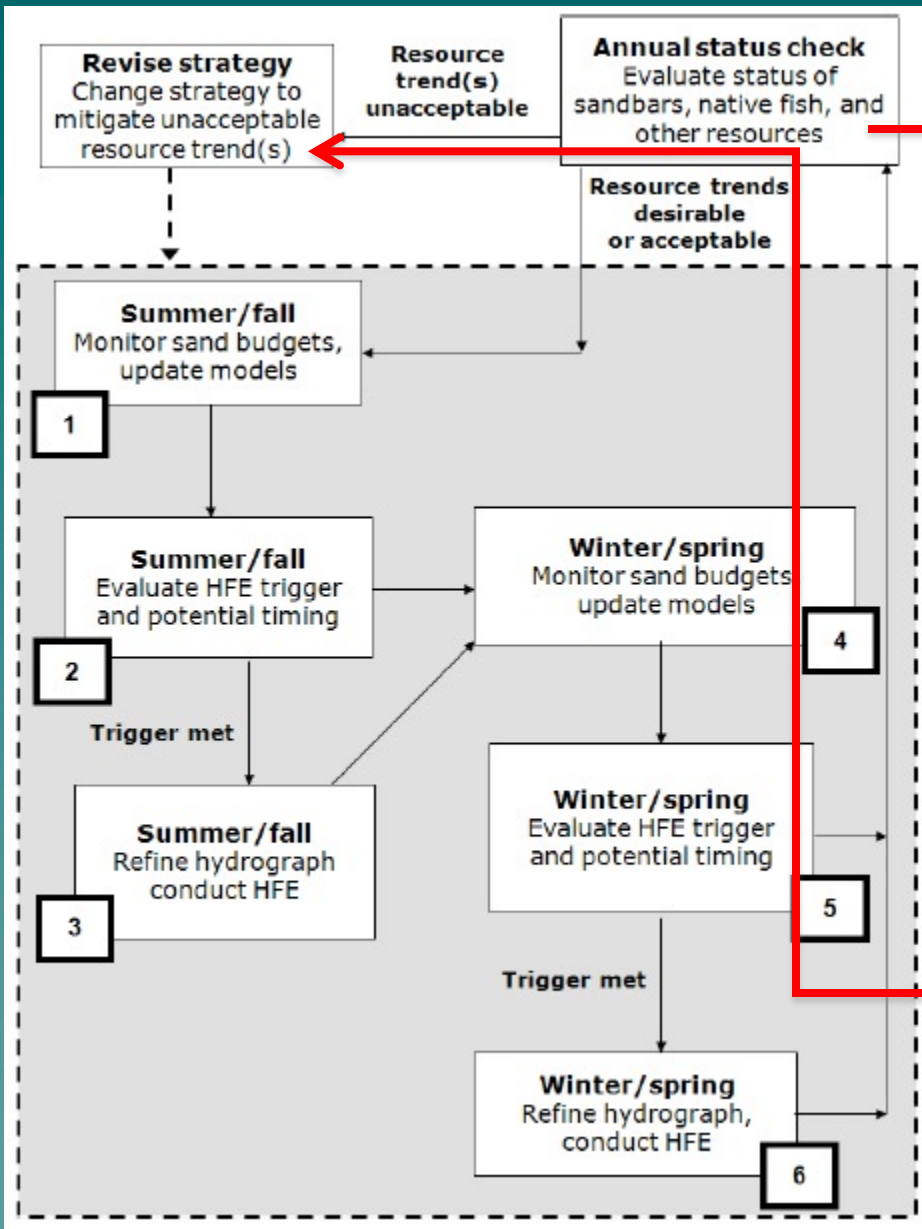 Revise strategy
Change strategy to
mitigate unacceptable
resource trend(s)
Resource
trend(s)
unacceptable
Annual status check
Evaluate status of
sandbars, native fish, and
other resources
Resource trends
desirable
or acceptable
Summer/fall
Monitor sand budgets,
update models
1
Summer/fall
Evaluate HFE trigger
and potential timing
2
Trigger met
Summer/fall
Refine hydrograph
conduct HFE
3
Winter/spring
Monitor sand budgets
update models
4
Winter/spring
Evaluate HFE trigger
and potential timing
5
Trigger met
Winter/spring
Refine hydrograph,
conduct HFE
6